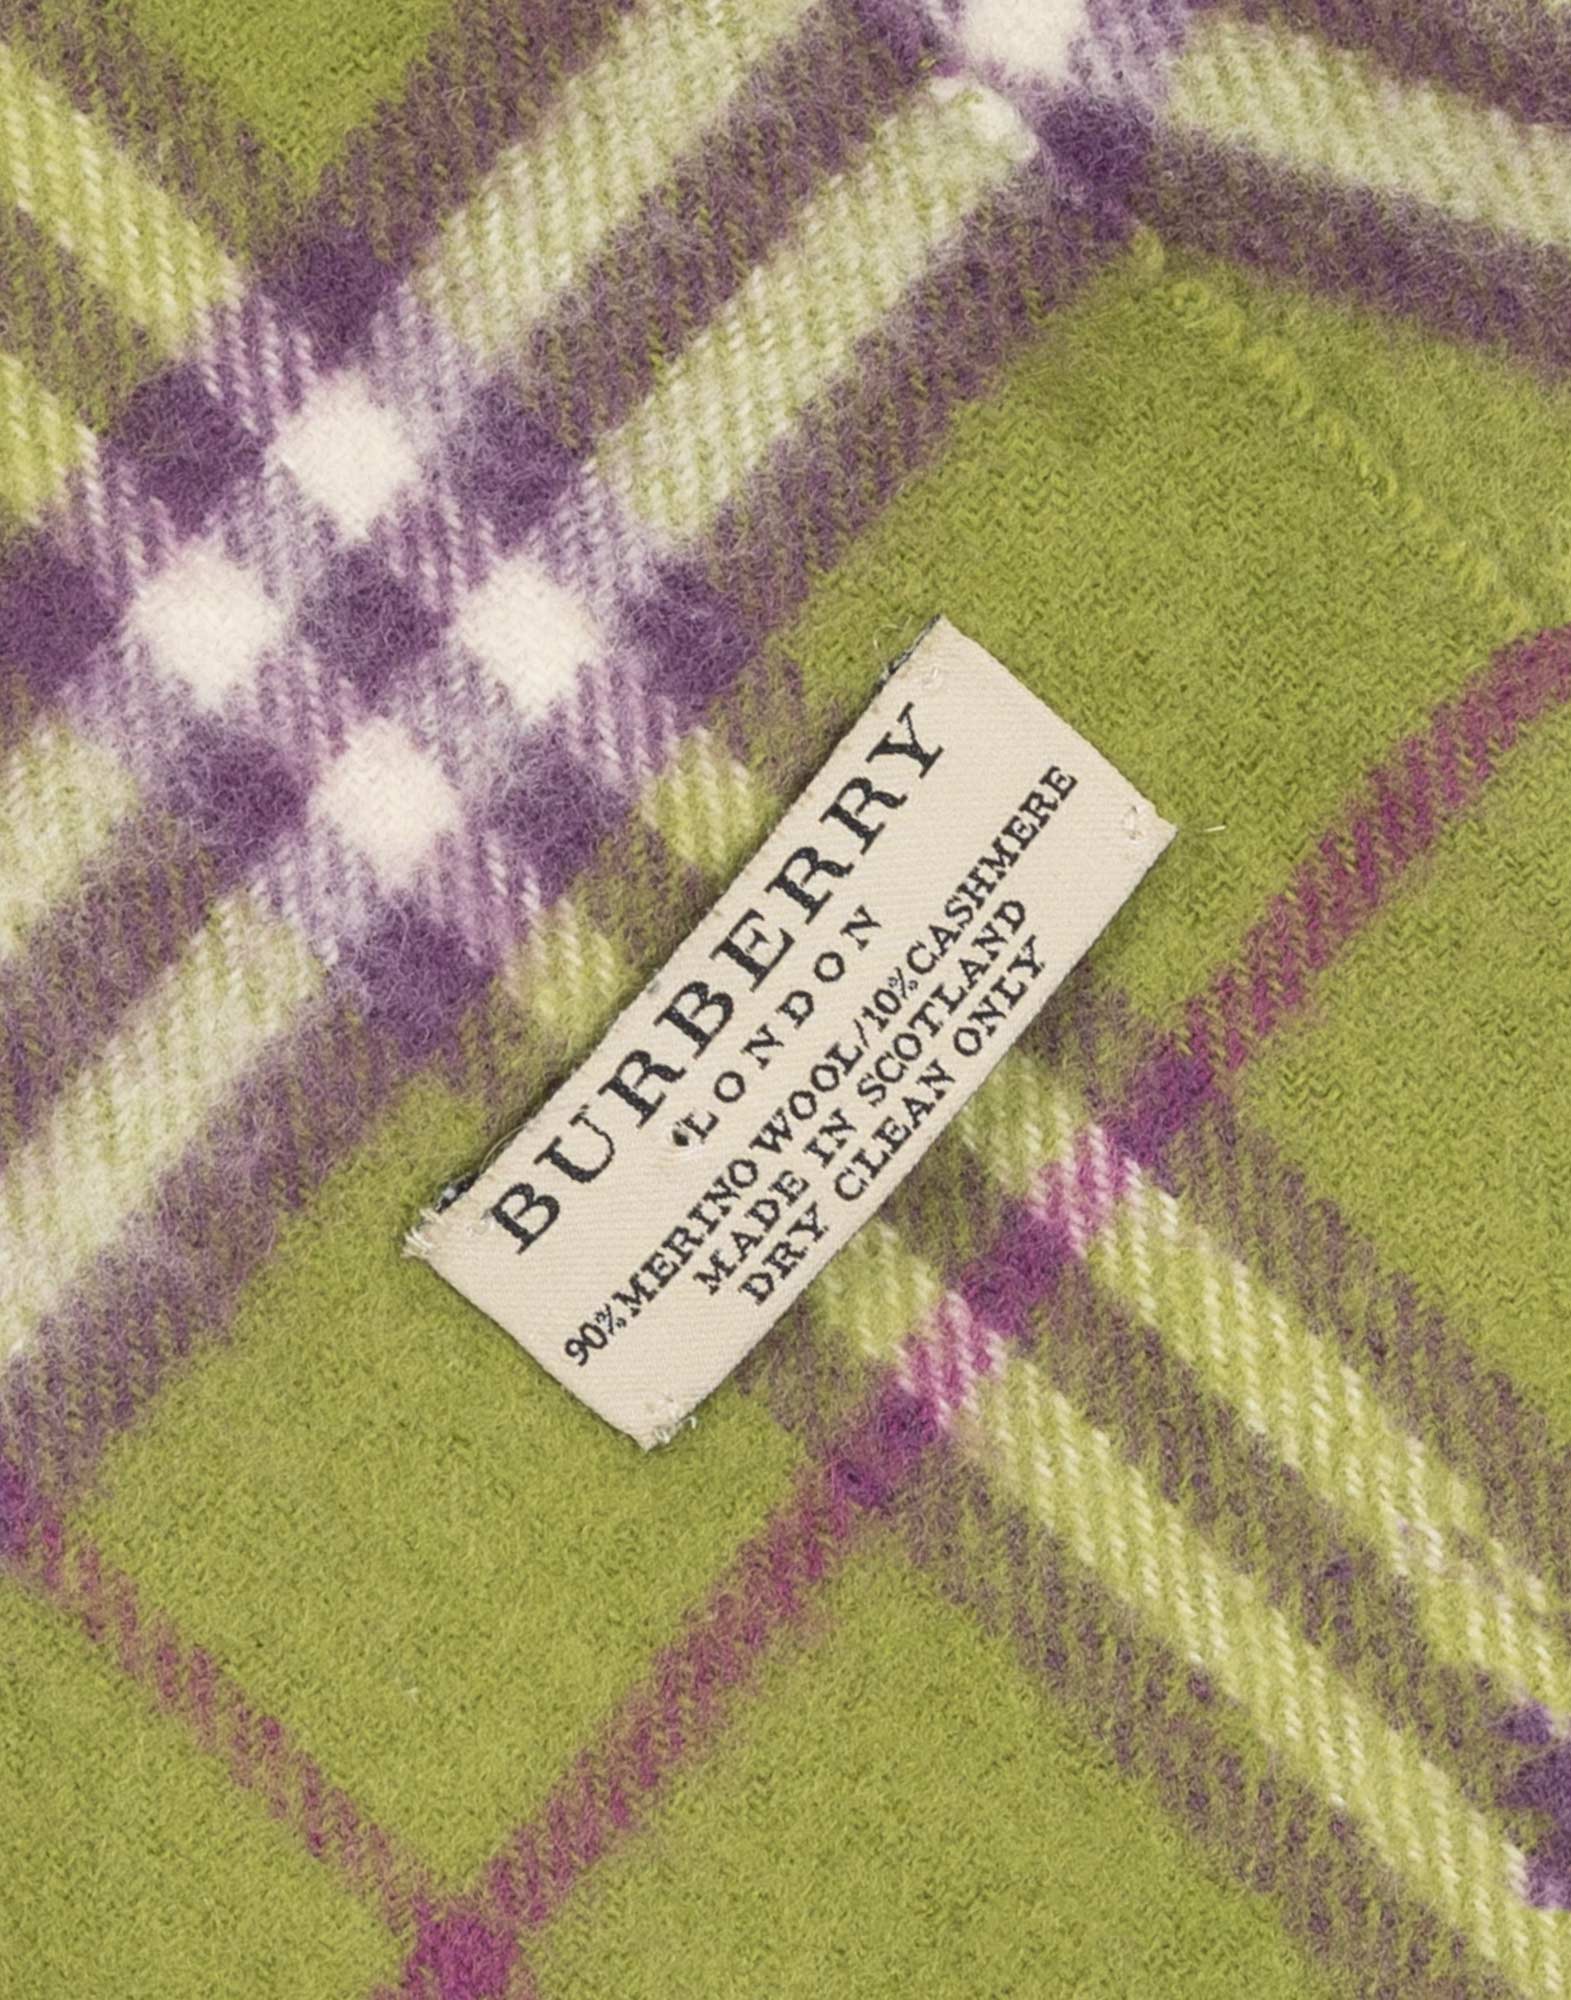 BURBERRY
LONDON
90%MERINO WOOL/10%CASHMERE
MADE IN SCOTLAND
DRY CLEAN ONLY